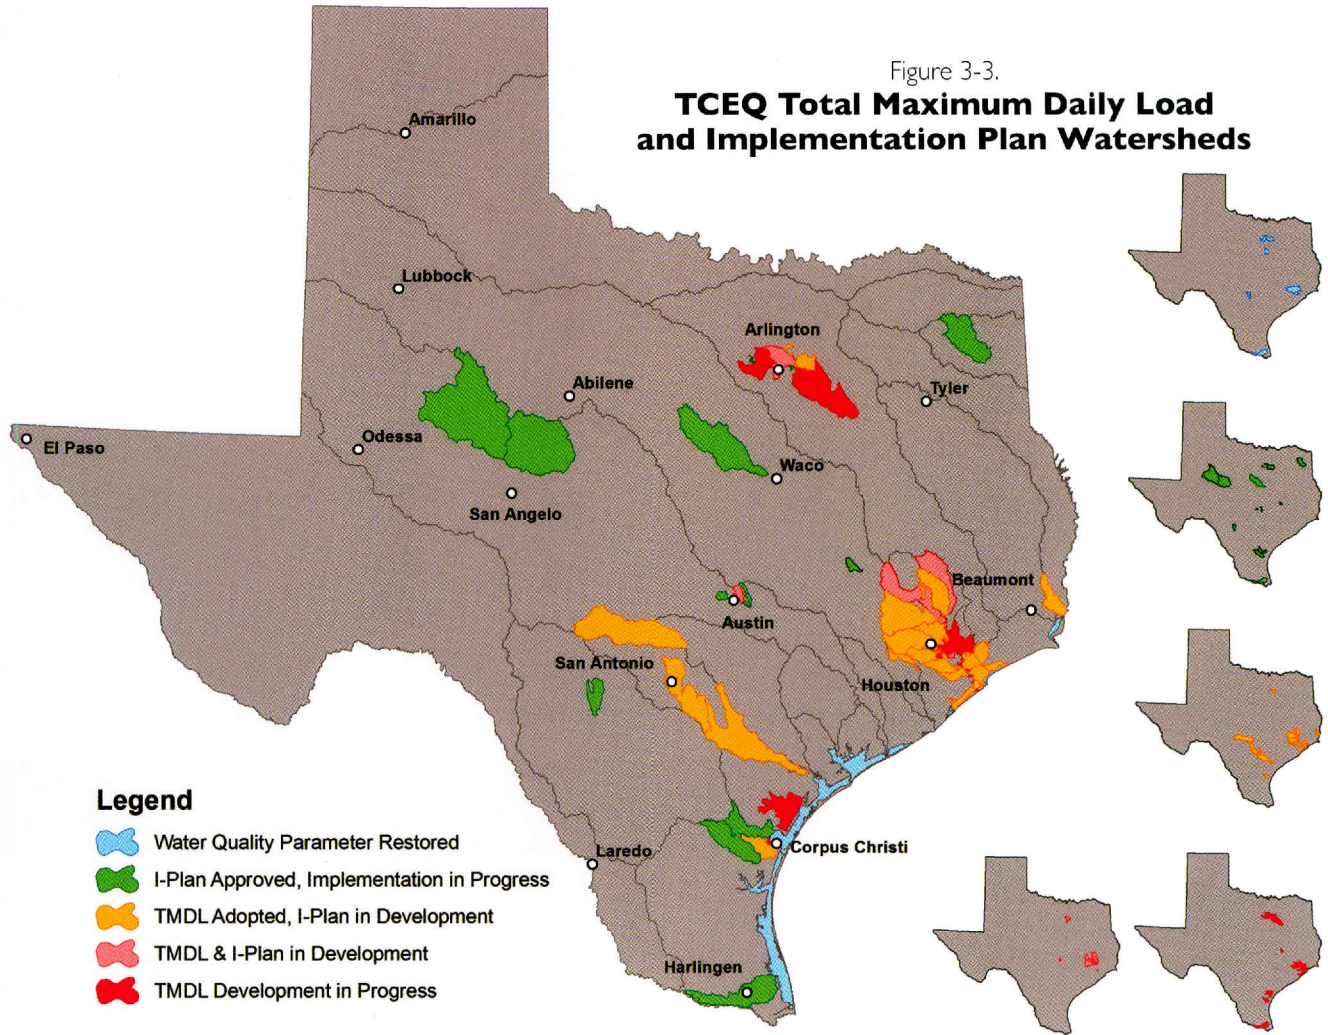 Figure 3-3.
TCEQ Total Maximum Daily Load
and Implementation Plan Watersheds
Amarillo
Lubbock
Arlington
Abilene
Tyler
Odessa
El Paso
Waco
San Angelo
Beaumont
Austin
San Antonio
Houston
Legend
Water Quality Parameter Restored
I-Plan Approved, Implementation in Progress
TMDL Adopted, I-Plan in Development
TMDL & I-Plan in Development
TMDL Development in Progress
Corpus Christi
Laredo
Harlingen